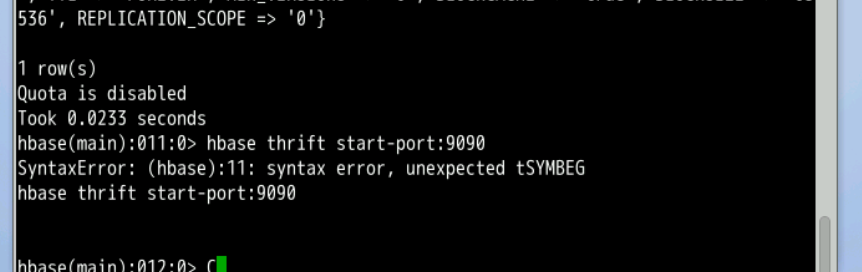 536', REPLICATION_SCOPE => '0'}
1 row(s)
Quota is disabled
Took 0.0233 seconds
hbase(main):011:0> hbase thrift start-port:9090
SyntaxError: (hbase):11: syntax error, unexpected tSYMBEG
hbase thrift start-port:9090
hbase(main):012:0> C